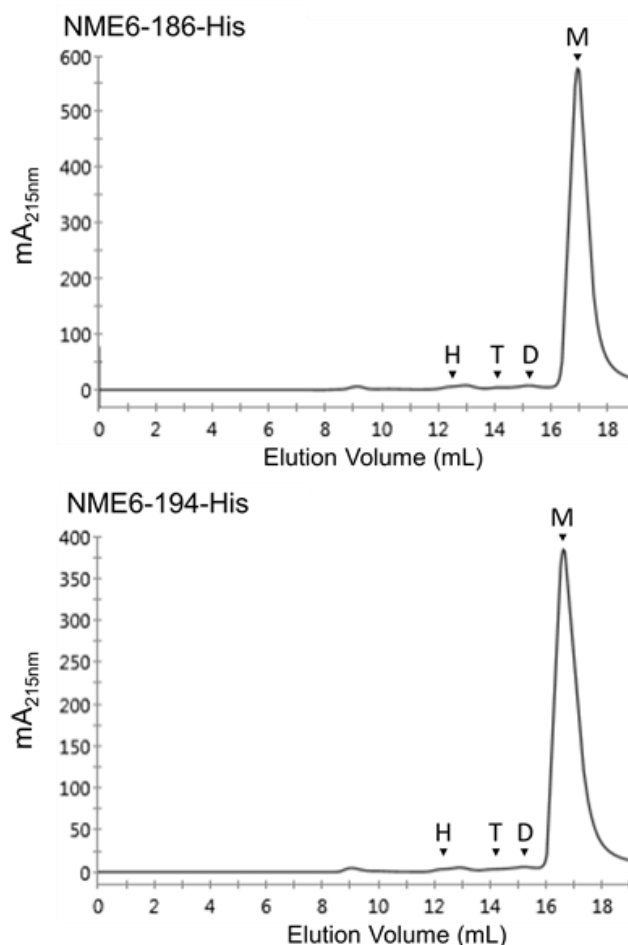 NME6-186-His
M
600
500
400
300
200
100
0
mA215nm
H T D
0 2 4 6 8 10 12 14 16 18
Elution Volume (mL)
NME6-194-His
M
400
350
300
250
200
150
100
50
0
mA215nm
H T D
0 2 4 6 8 10 12 14 16 18
Elution Volume (mL)